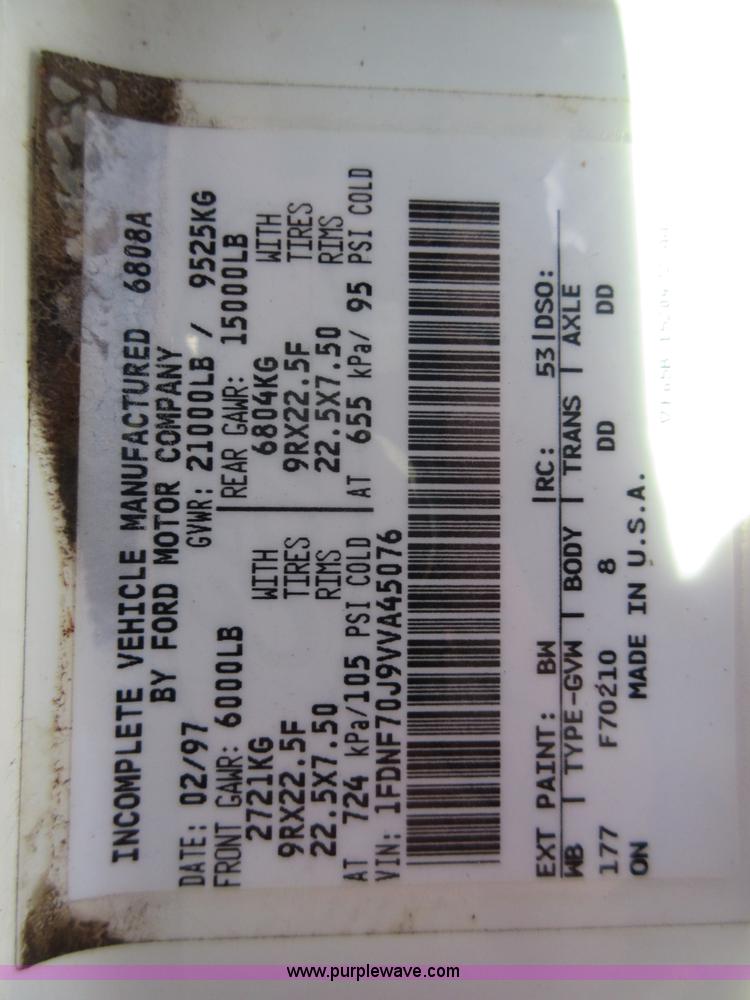 INCOMPLETE VEHICLE MANUFACTURED 6808A
BY FORD MOTOR COMPANY
DATE: 02/97 GVWR: 21000LB / 9525KG
FRONT GAWR: 6000LB REAR GAWR: 15000LB
2721KG WITH 6804KG WITH
9RX22.5F TIRES 9RX22.5F TIRES
22.5X7.50 RIMS 22.5X7.50 RIMS
AT 724 kPa/105 PSI COLD AT 655 kPa/ 95 PSI COLD
VIN: 1FDNF70J9VVA45076
EXT PAINT: BW RC: 53 DSO:
WB TYPE-GVW BODY TRANS AXLE
177 F70210 8 DD DD
ON MADE IN U.S.A.
www.purplewave.com